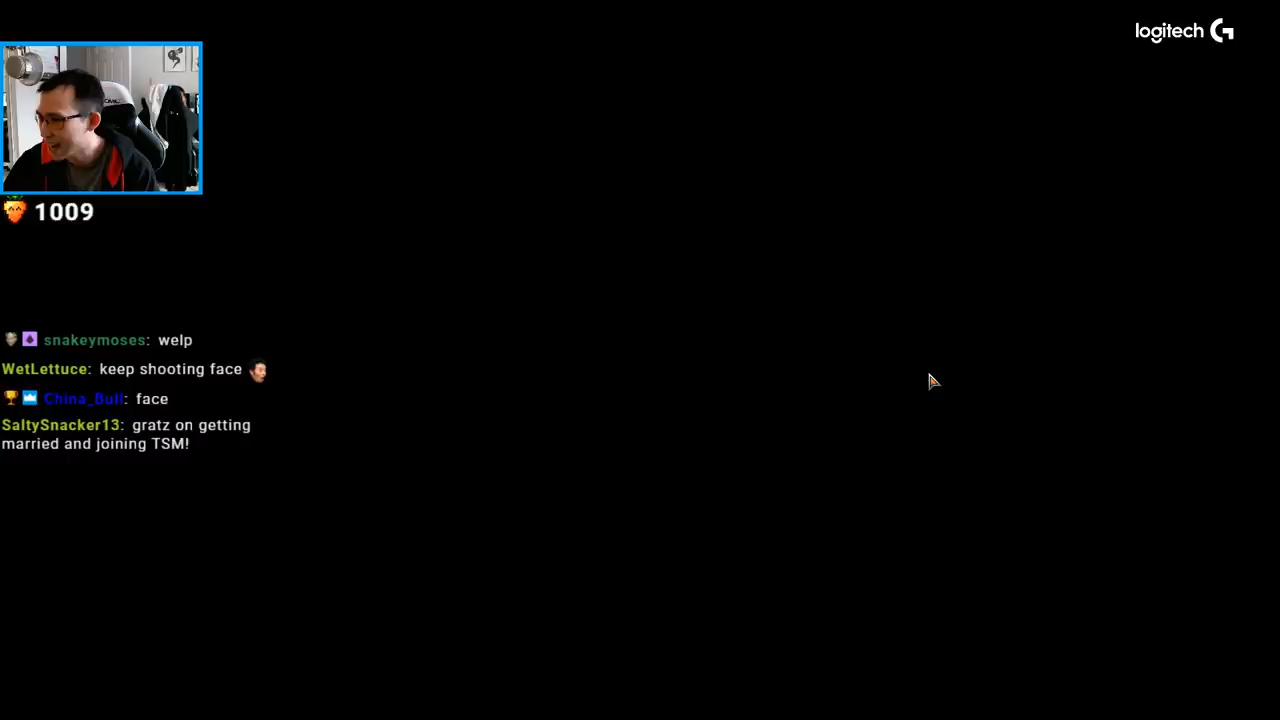 logitech G
1009
snakeymoses: welp
WetLettuce: keep shooting face
China_Bull: face
SaltySnacker13: gratz on getting
married and joining TSM!